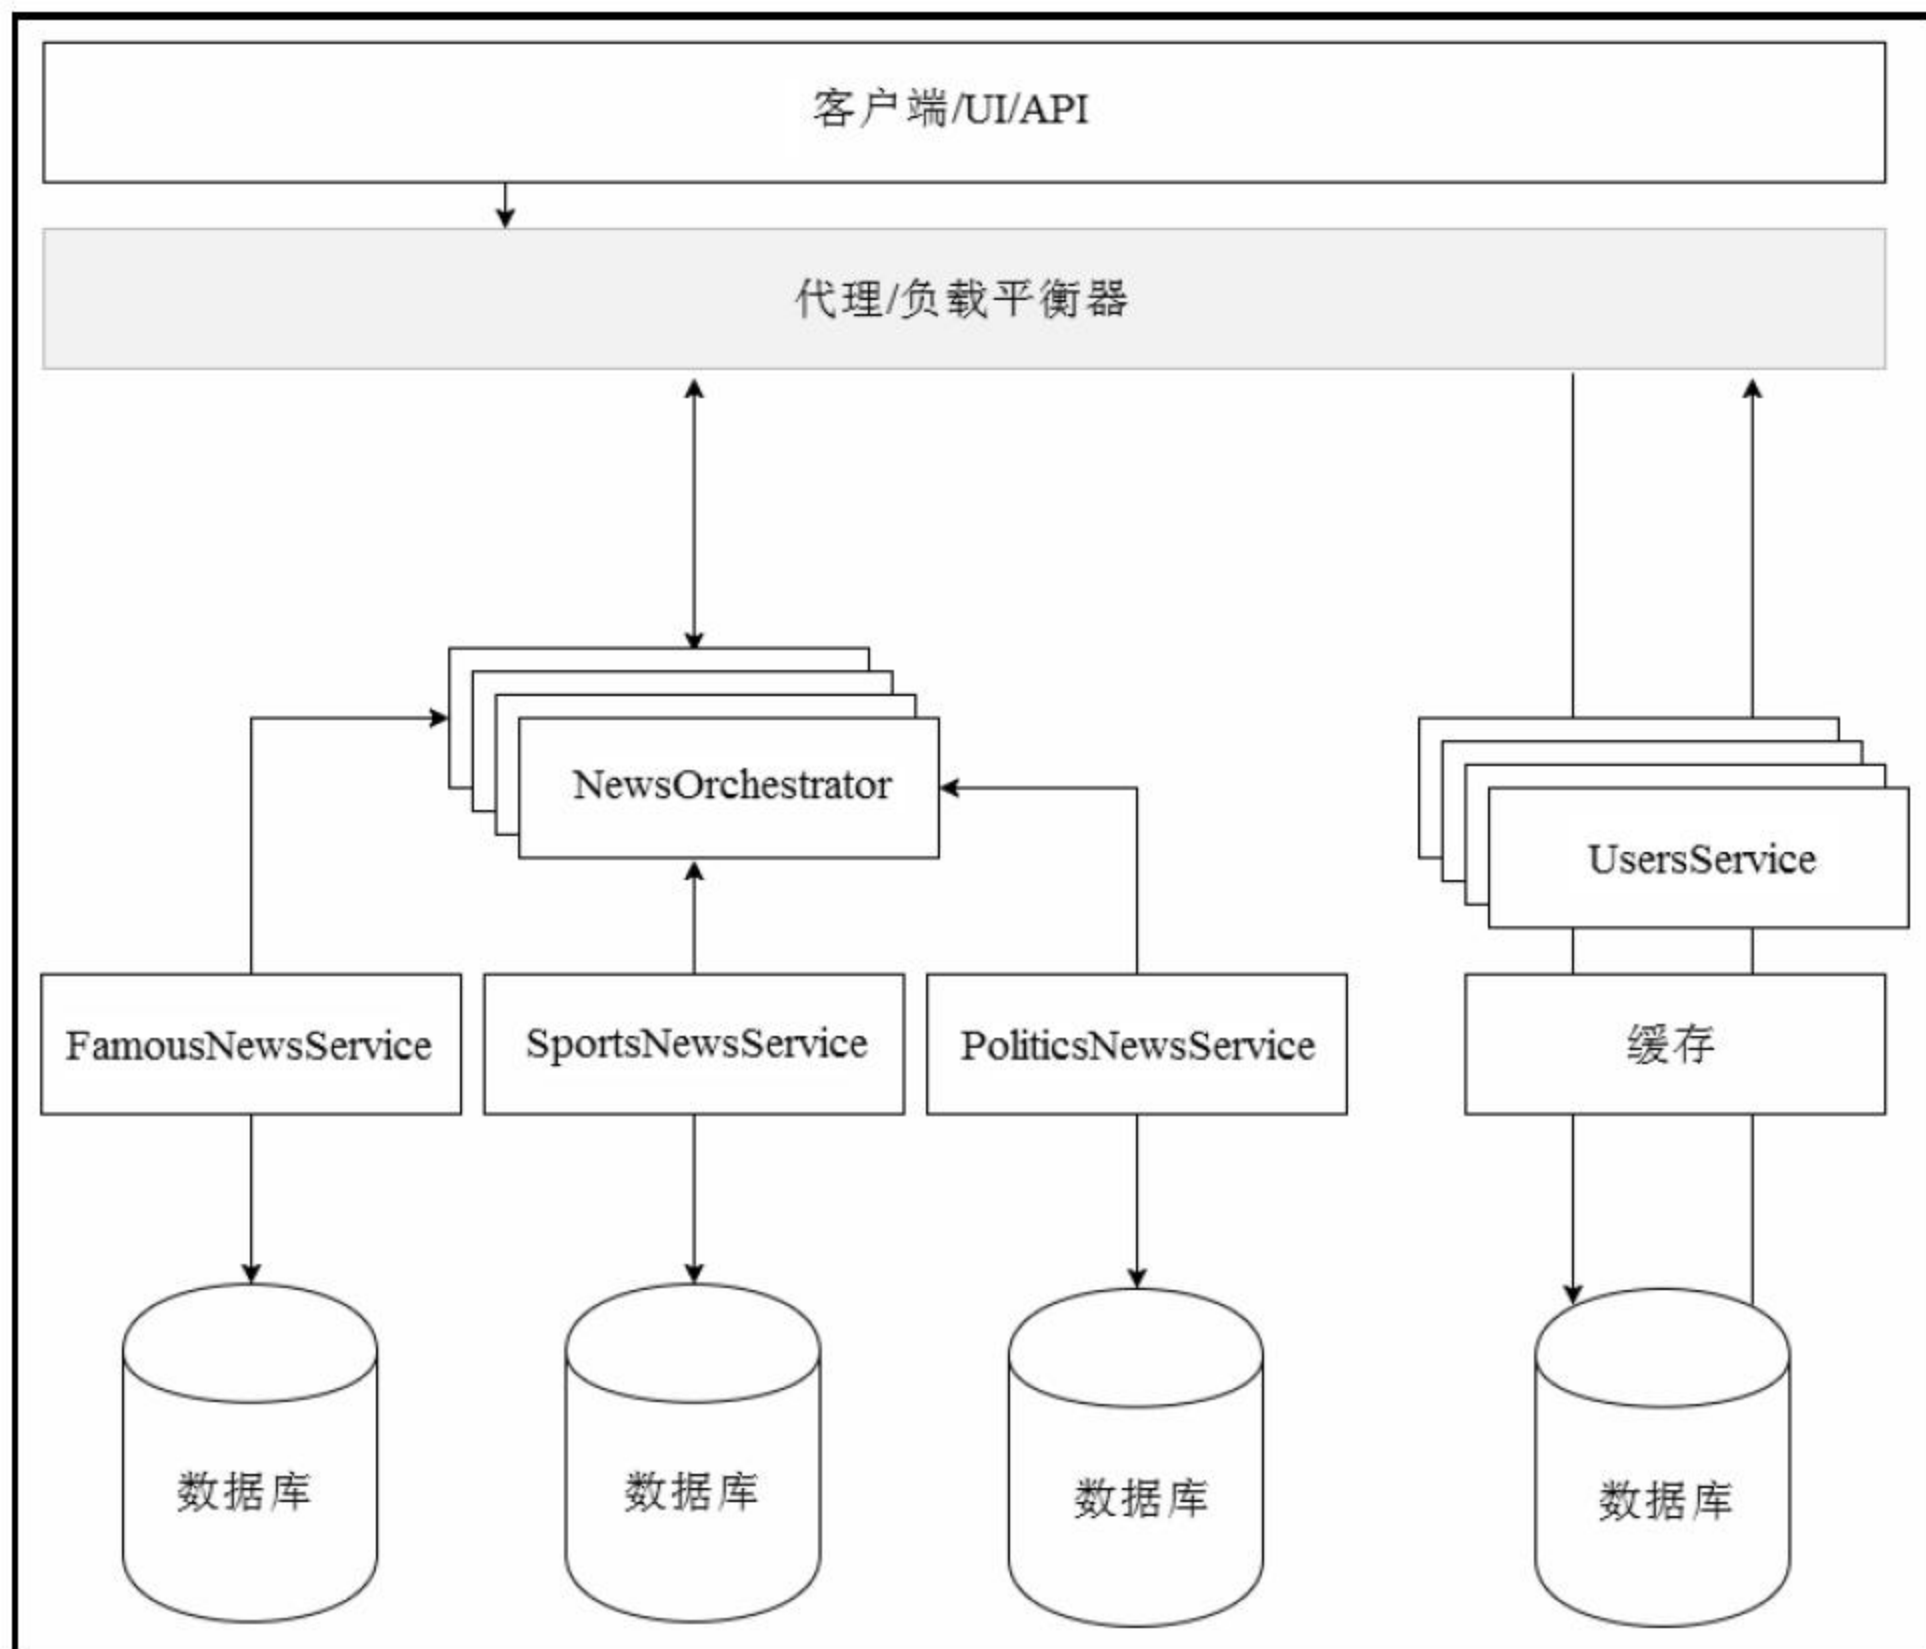 客户端/UI/API
代理/负载平衡器
NewsOrchestrator
UsersService
FamousNewsService
SportsNewsService
PoliticsNewsService
缓存
数据库
数据库
数据库
数据库